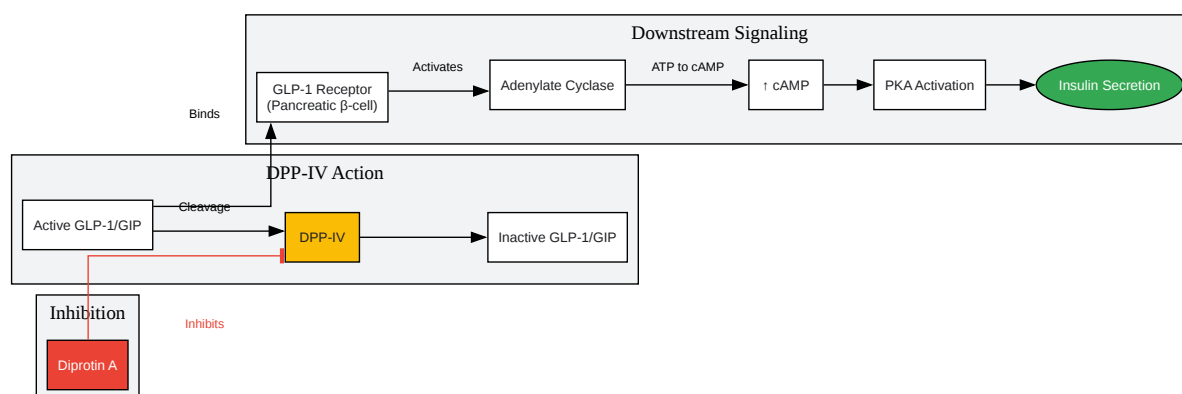 Downstream Signaling
GLP-1 Receptor
(Pancreatic β-cell)
Activates
Adenylate Cyclase
ATP to cAMP
↑ cAMP
PKA Activation
Insulin Secretion
Binds
DPP-IV Action
Active GLP-1/GIP
Cleavage
DPP-IV
Inactive GLP-1/GIP
Inhibition
Inhibits
Diprotin A